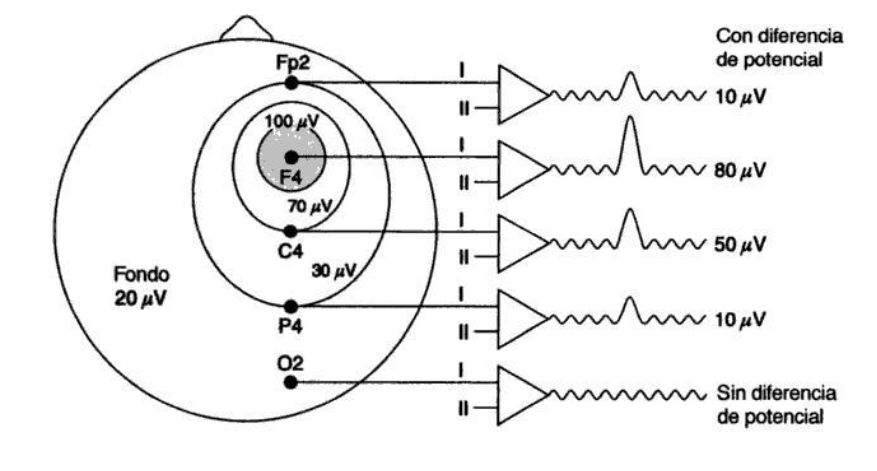 Con diferencia
de potencial
Fp2
I
II
10 μV
100 μV
F4
I
II
80 μV
70 μV
C4
I
II
50 μV
30 μV
Fondo
20 μV
P4
I
II
10 μV
O2
I
II
Sin diferencia
de potencial